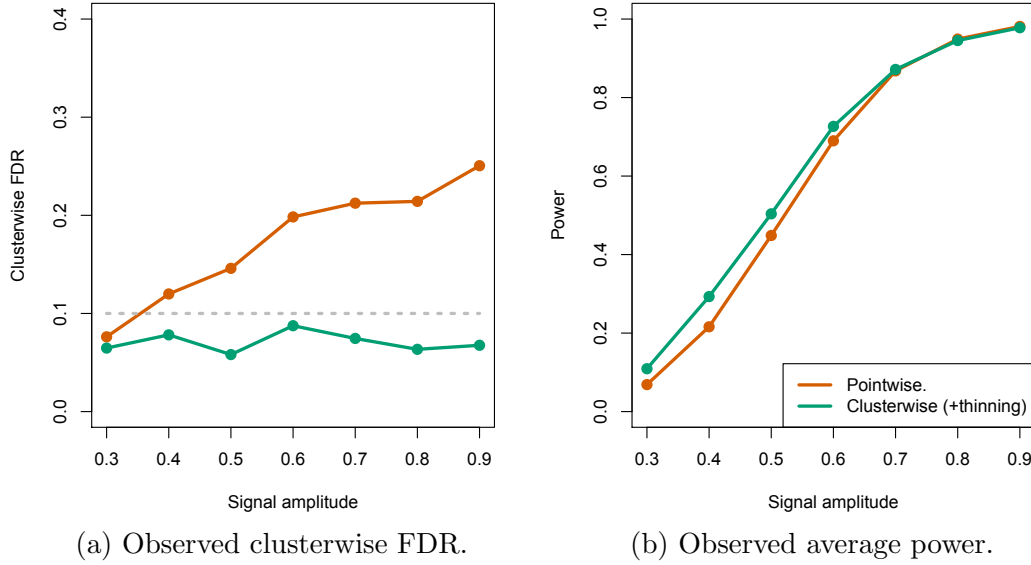 0.4
0.3
0.2
0.1
0.0
Clusterwise FDR
0.3 0.4 0.5 0.6 0.7 0.8 0.9
Signal amplitude
(a) Observed clusterwise FDR.
1.0
0.8
0.6
0.4
0.2
0.0
Power
Pointwise.
Clusterwise (+thinning)
0.3 0.4 0.5 0.6 0.7 0.8 0.9
Signal amplitude
(b) Observed average power.